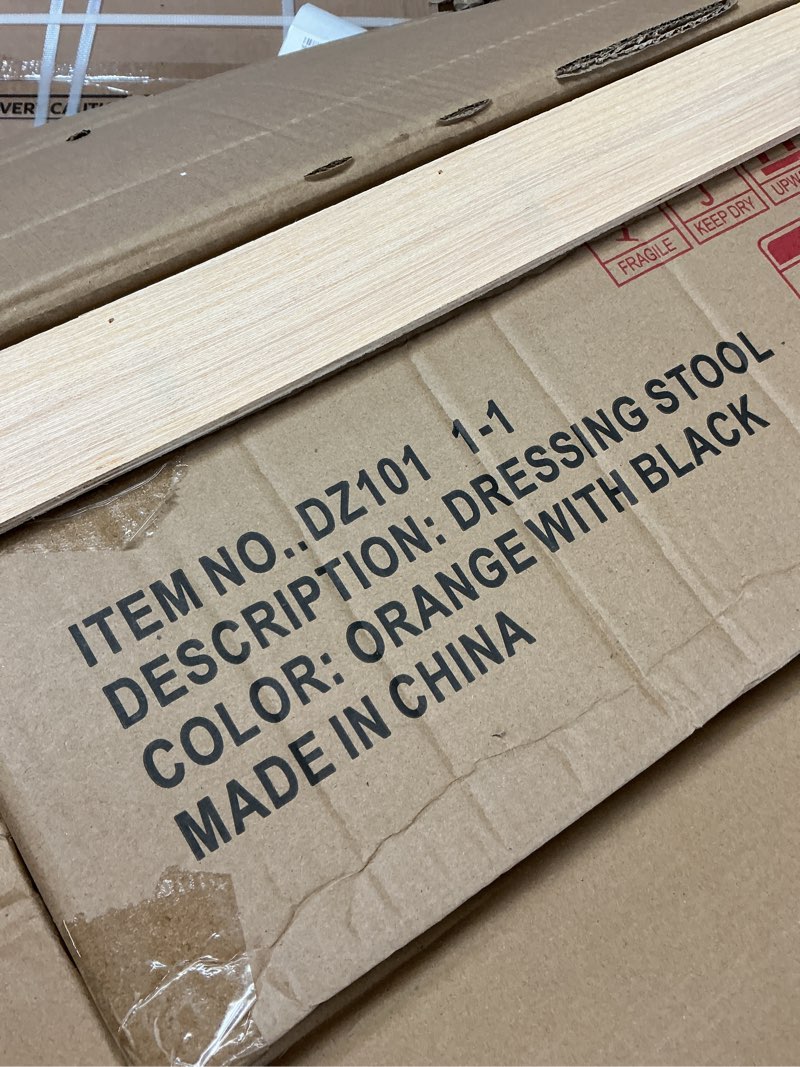 FRAGILE
KEEP DRY
ITEM NO..DZ101 1-1
DESCRIPTION: DRESSING STOOL
COLOR: ORANGE WITH BLACK
MADE IN CHINA